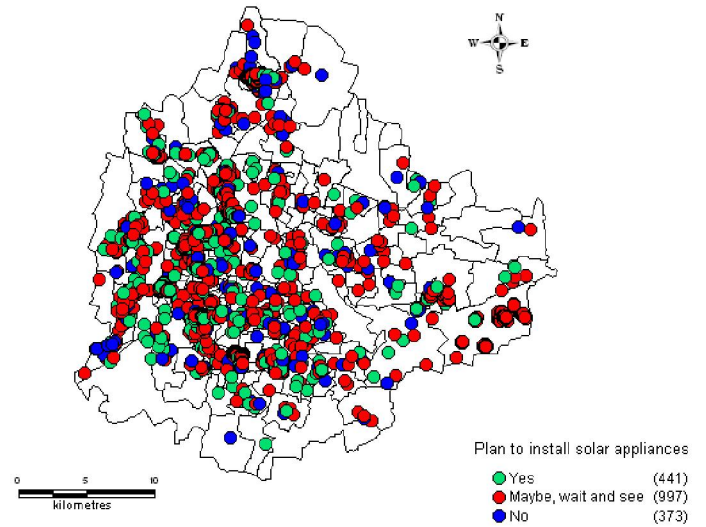 N
W E
S
Plan to install solar appliances
Yes (441)
Maybe, wait and see (997)
No (373)
0 5 10
kilometres